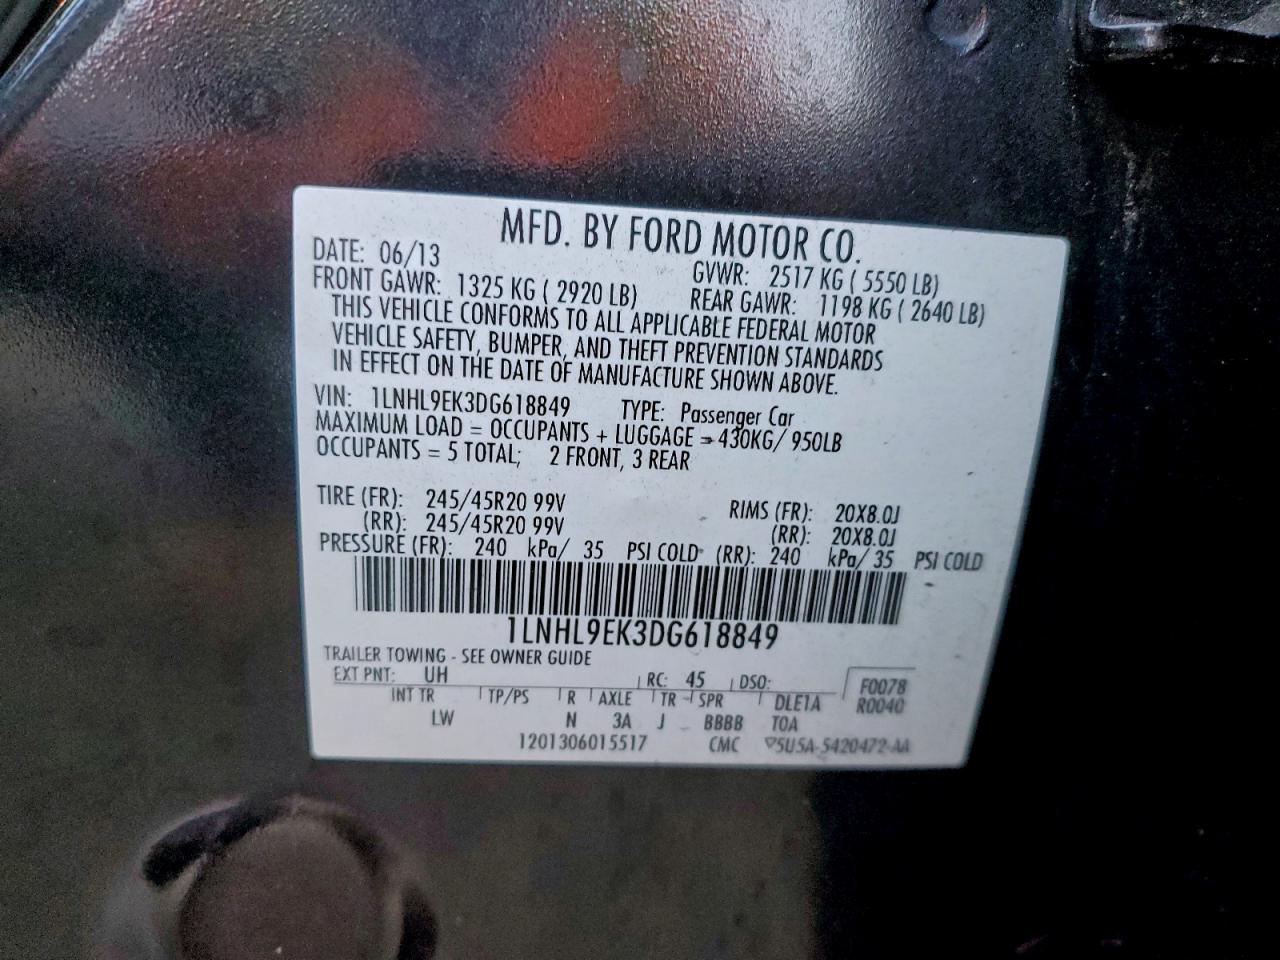 MFD. BY FORD MOTOR CO.
DATE: 06/13 GVWR: 2517 KG ( 5550 LB)
FRONT GAWR: 1325 KG ( 2920 LB) REAR GAWR: 1198 KG ( 2640 LB)
THIS VEHICLE CONFORMS TO ALL APPLICABLE FEDERAL MOTOR
VEHICLE SAFETY, BUMPER, AND THEFT PREVENTION STANDARDS
IN EFFECT ON THE DATE OF MANUFACTURE SHOWN ABOVE.
VIN: 1LNHL9EK3DG618849 TYPE: Passenger Car
MAXIMUM LOAD = OCCUPANTS + LUGGAGE = 430KG/ 950LB
OCCUPANTS = 5 TOTAL; 2 FRONT, 3 REAR
TIRE (FR): 245/45R20 99V RIMS (FR): 20X8.0J
(RR): 245/45R20 99V (RR): 20X8.0J
PRESSURE (FR): 240 kPa/ 35 PSI COLD (RR): 240 kPa/ 35 PSI COLD
1LNHL9EK3DG618849
TRAILER TOWING - SEE OWNER GUIDE
EXT PNT: UH RC: 45 DSO: F0078
INT TR TP/PS R AXLE TR SPR DLE1A R0040
LW N 3A J BBBB TOA
1201306015517 CMC 5U5A-5420472-AA